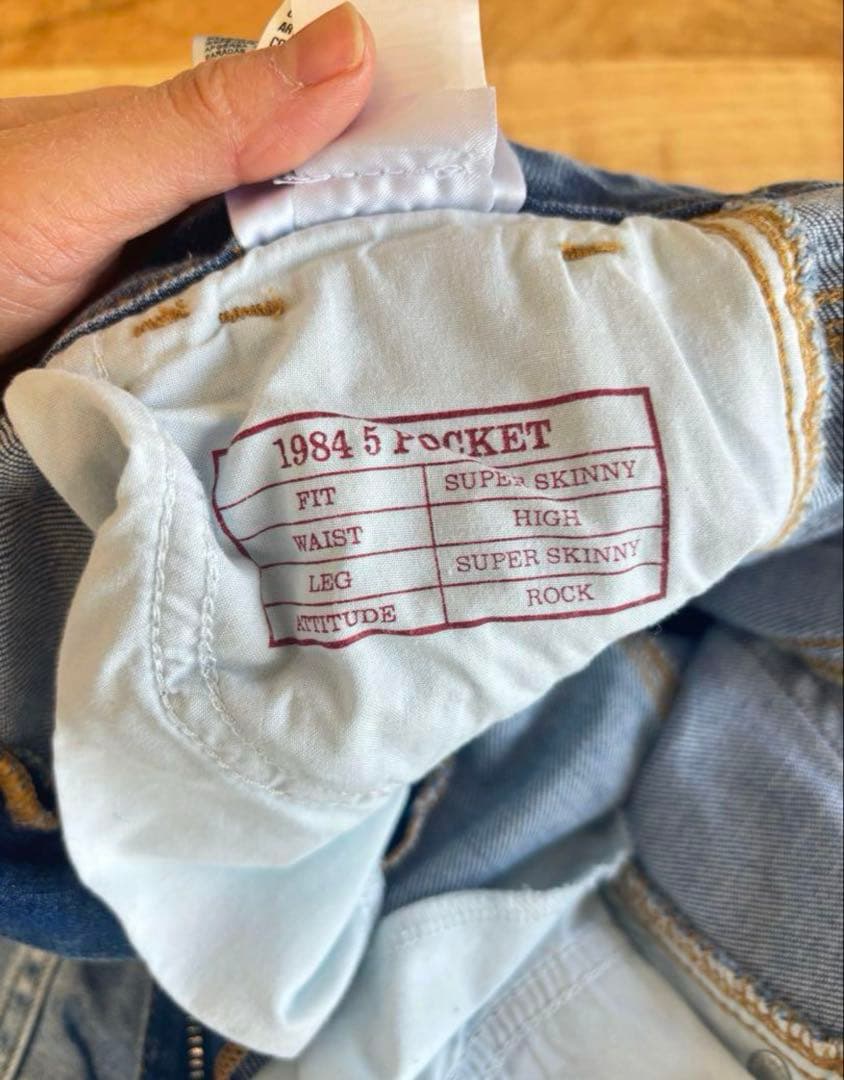 1984 5 POCKET
FIT SUPER SKINNY
WAIST HIGH
LEG SUPER SKINNY
ATTITUDE ROCK